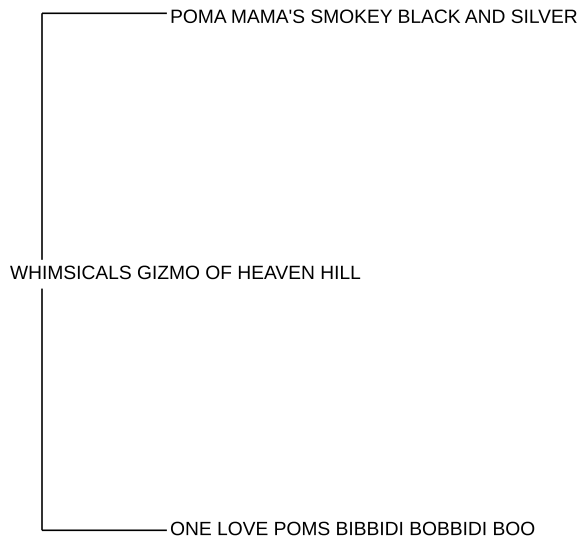 POMA MAMA'S SMOKEY BLACK AND SILVER
WHIMSICALS GIZMO OF HEAVEN HILL
ONE LOVE POMS BIBBIDI BOBBIDI BOO